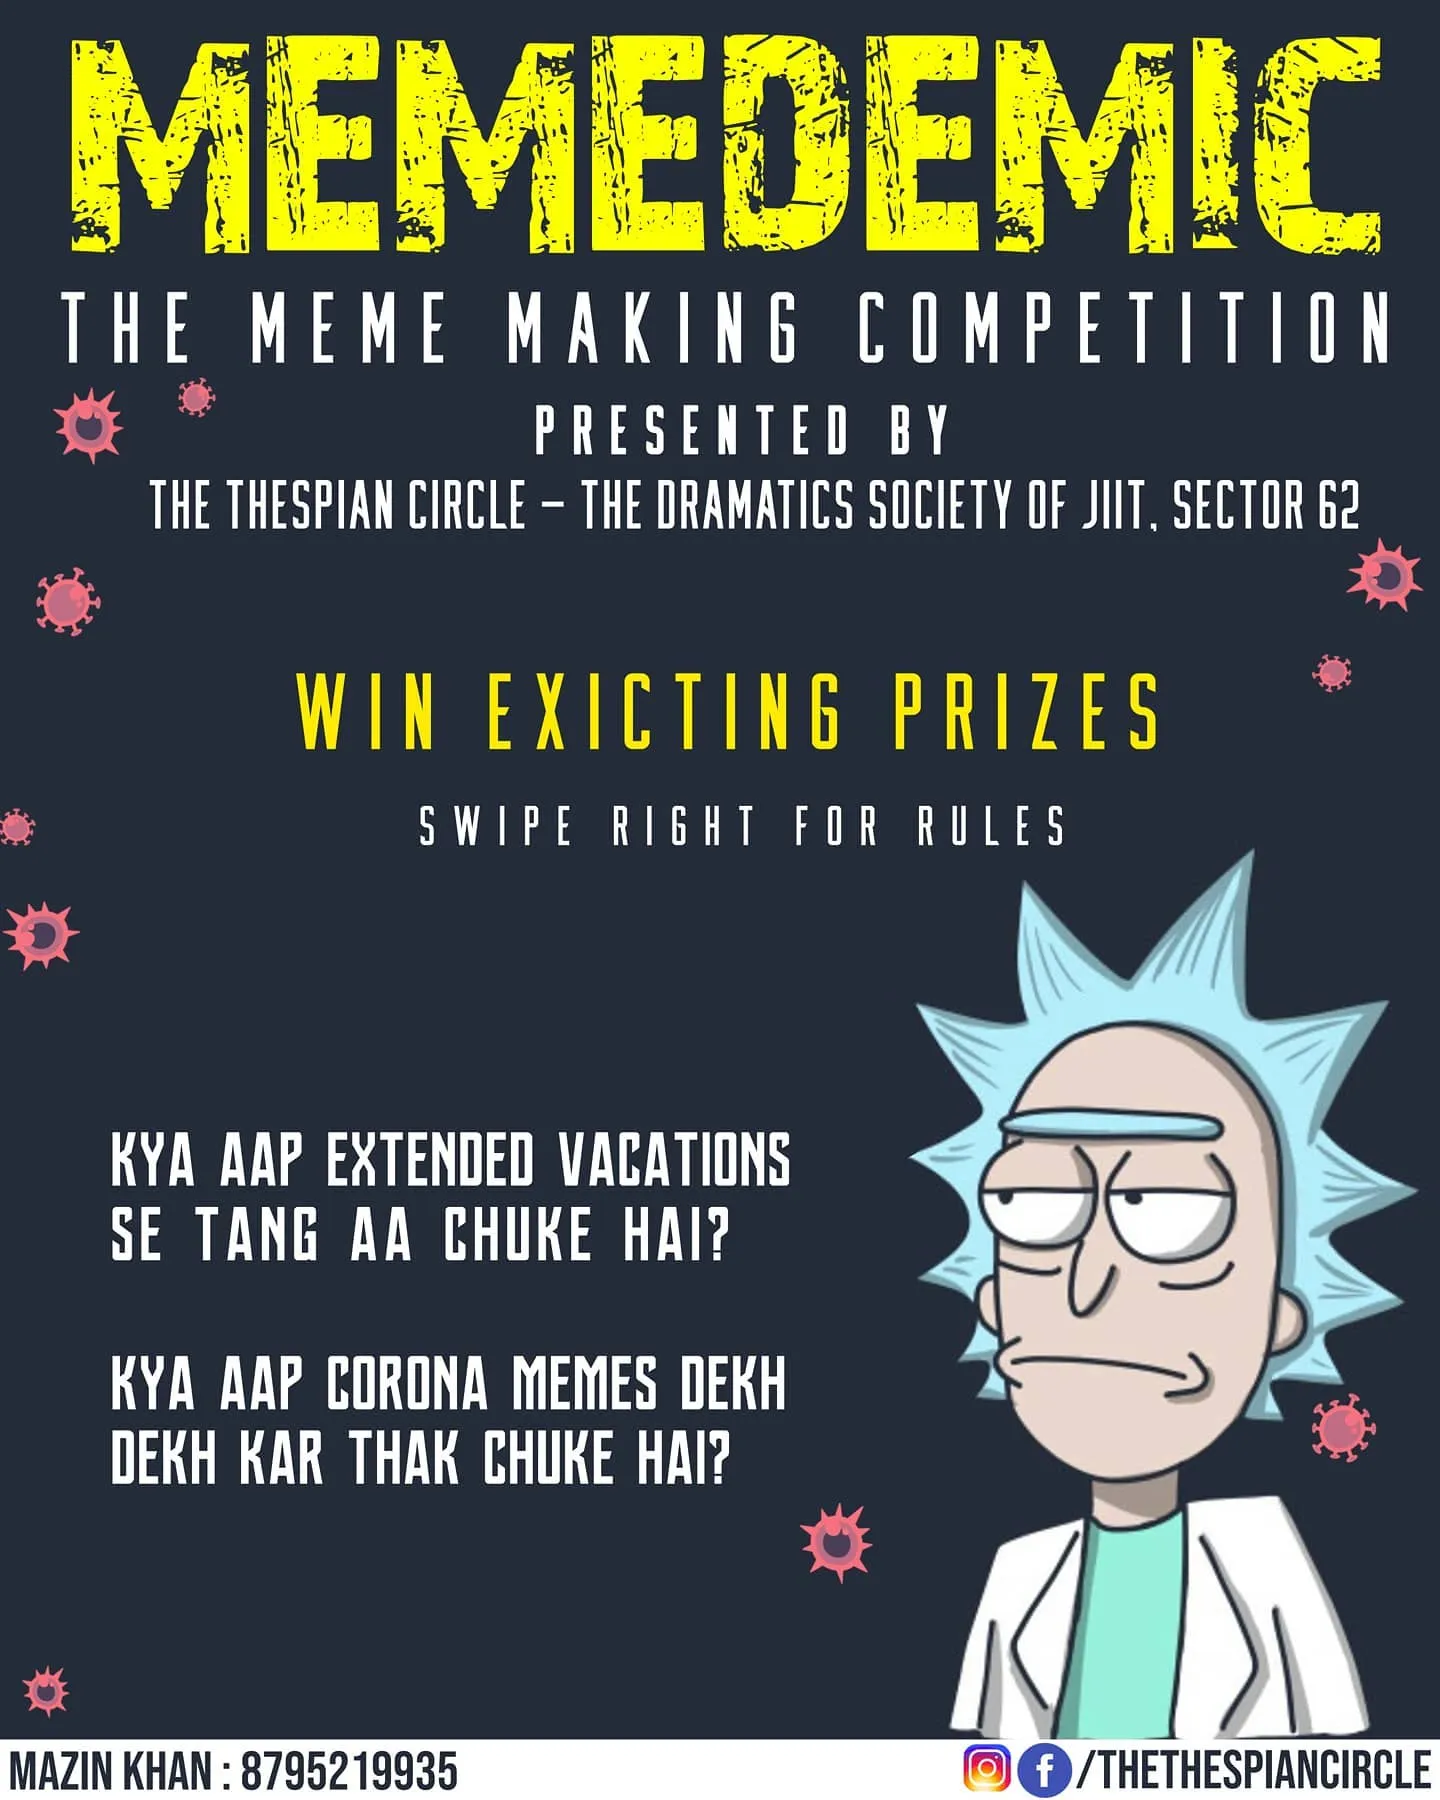 MEMEDEMIC
THE MEME MAKING COMPETITION
PRESENTED BY
THE THESPIAN CIRCLE – THE DRAMATICS SOCIETY OF JIIT, SECTOR 62
WIN EXICTING PRIZES
SWIPE RIGHT FOR RULES
KYA AAP EXTENDED VACATIONS
SE TANG AA CHUKE HAI?
KYA AAP CORONA MEMES DEKH
DEKH KAR THAK CHUKE HAI?
MAZIN KHAN : 8795219935
/THETHESPIANCIRCLE